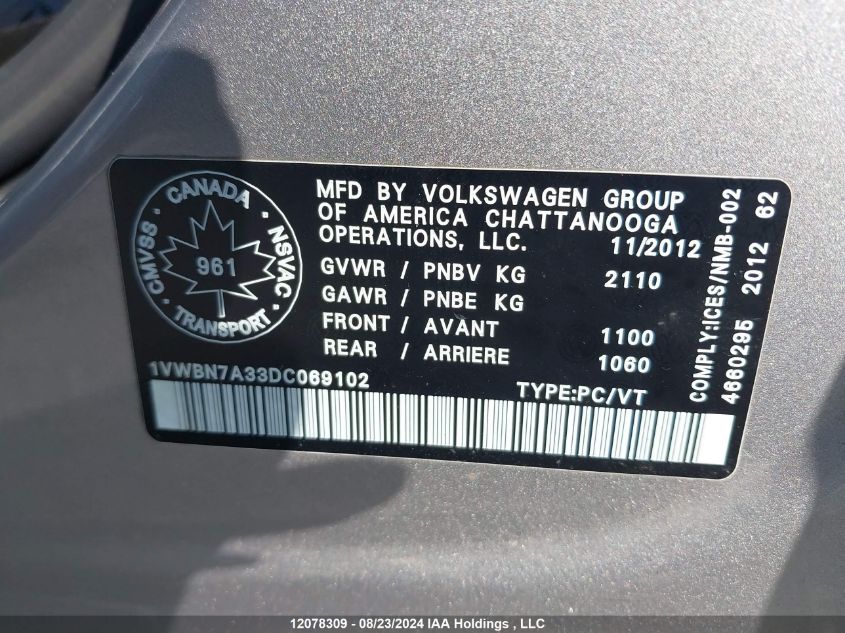 CANADA
CMVSS
NSVAC
961
TRANSPORT
MFD BY VOLKSWAGEN GROUP
OF AMERICA CHATTANOOGA
OPERATIONS, LLC. 11/2012
GVWR / PNBV KG 2110
GAWR / PNBE KG
FRONT / AVANT 1100
REAR / ARRIERE 1060
1VWBN7A33DC069102 TYPE:PC/VT
COMPLY:ICES/NMB-002
4660295 2012 62
12078309 - 08/23/2024 IAA Holdings , LLC